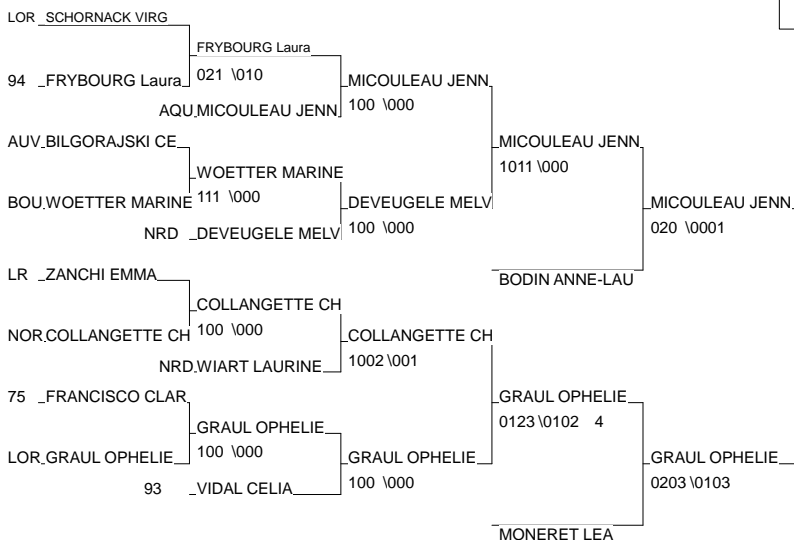 LOR SCHORNACK VIRG
FRYBOURG Laura
94 FRYBOURG Laura 021 \010 MICOULEAU JENN
AQU MICOULEAU JENN 100 \000
AUV BILGORAJSKI CE MICOULEAU JENN
WOETTER MARINE 1011 \000
BOU WOETTER MARINE 111 \000 DEVEUGELE MELV MICOULEAU JENN
NRD DEVEUGELE MELV 100 \000 020 \0001
LR ZANCHI EMMA BODIN ANNE-LAU
COLLANGETTE CH
NOR COLLANGETTE CH 100 \000 COLLANGETTE CH
NRD WIART LAURINE 1002 \001
75 FRANCISCO CLAR GRAUL OPHELIE
GRAUL OPHELIE 0123 \0102 4
LOR GRAUL OPHELIE 100 \000 GRAUL OPHELIE GRAUL OPHELIE
93 VIDAL CELIA 100 \000 0203 \0103
MONERET LEA